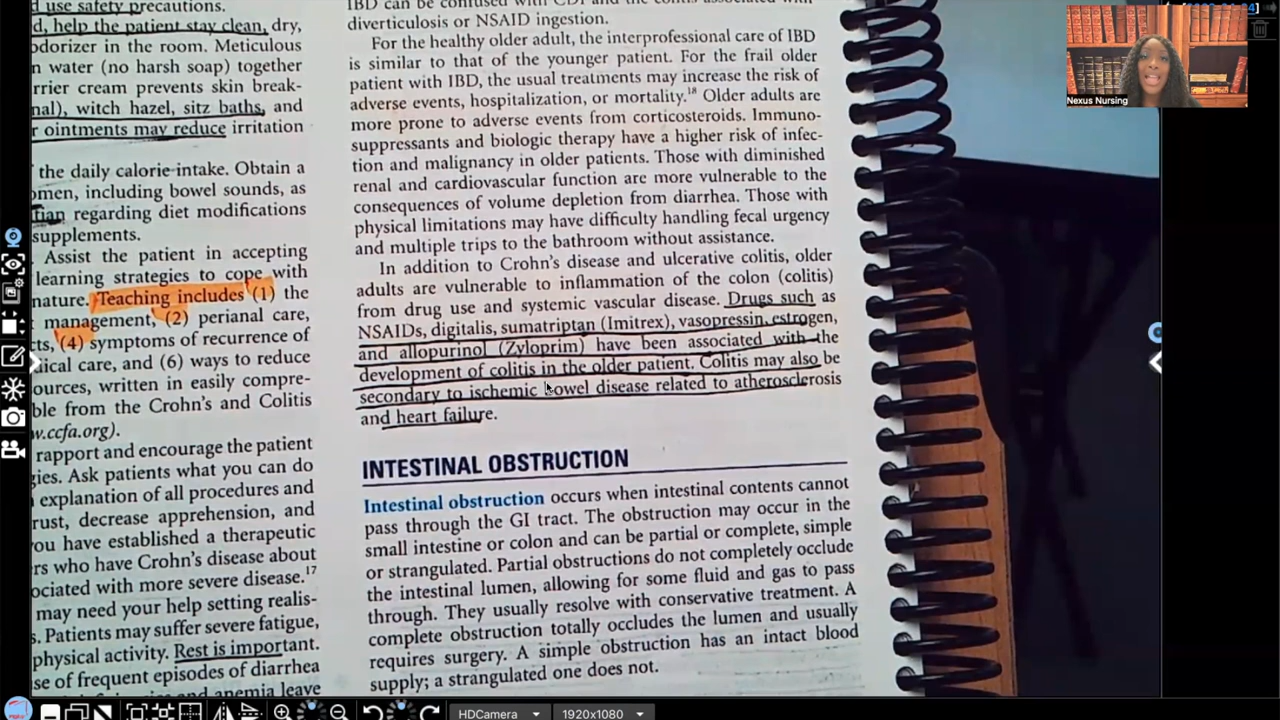 d use safety precautions.
d, help the patient stay clean, dry,
odorizer in the room. Meticulous
n water (no harsh soap) together
rrier cream prevents skin break-
nal), witch hazel, sitz baths, and
r ointments may reduce irritation
the daily calorie intake. Obtain a
omen, including bowel sounds, as
tian regarding diet modifications
supplements.
Assist the patient in accepting
learning strategies to cope with
nature. Teaching includes (1) the
management, (2) perianal care,
cts, (4) symptoms of recurrence of
ical care, and (6) ways to reduce
ources, written in easily compre-
ble from the Crohn's and Colitis
w.ccfa.org).
rapport and encourage the patient
gies. Ask patients what you can do
explanation of all procedures and
rust, decrease apprehension, and
you have established a therapeutic
ers who have Crohn's disease about
ociated with more severe disease.17
may need your help setting realis-
s. Patients may suffer severe fatigue,
physical activity. Rest is important.
se of frequent episodes of diarrhea
anemia leave
IBD can be confused with CDI and the colitis associated with
diverticulosis or NSAID ingestion.
For the healthy older adult, the interprofessional care of IBD
is similar to that of the younger patient. For the frail older
patient with IBD, the usual treatments may increase the risk of
adverse events, hospitalization, or mortality.18 Older adults are
more prone to adverse events from corticosteroids. Immuno-
suppressants and biologic therapy have a higher risk of infec-
tion and malignancy in older patients. Those with diminished
renal and cardiovascular function are more vulnerable to the
consequences of volume depletion from diarrhea. Those with
physical limitations may have difficulty handling fecal urgency
and multiple trips to the bathroom without assistance.
In addition to Crohn's disease and ulcerative colitis, older
adults are vulnerable to inflammation of the colon (colitis)
from drug use and systemic vascular disease. Drugs such as
NSAIDs, digitalis, sumatriptan (Imitrex), vasopressin, estrogen,
and allopurinol (Zyloprim) have been associated with the
development of colitis in the older patient. Colitis may also be
secondary to ischemic bowel disease related to atherosclerosis
and heart failure.
INTESTINAL OBSTRUCTION
Intestinal obstruction occurs when intestinal contents cannot
pass through the GI tract. The obstruction may occur in the
small intestine or colon and can be partial or complete, simple
or strangulated. Partial obstructions do not completely occlude
the intestinal lumen, allowing for some fluid and gas to pass
through. They usually resolve with conservative treatment. A
complete obstruction totally occludes the lumen and usually
requires surgery. A simple obstruction has an intact blood
supply; a strangulated one does not.
Nexus Nursing
HDCamera
1920x1080